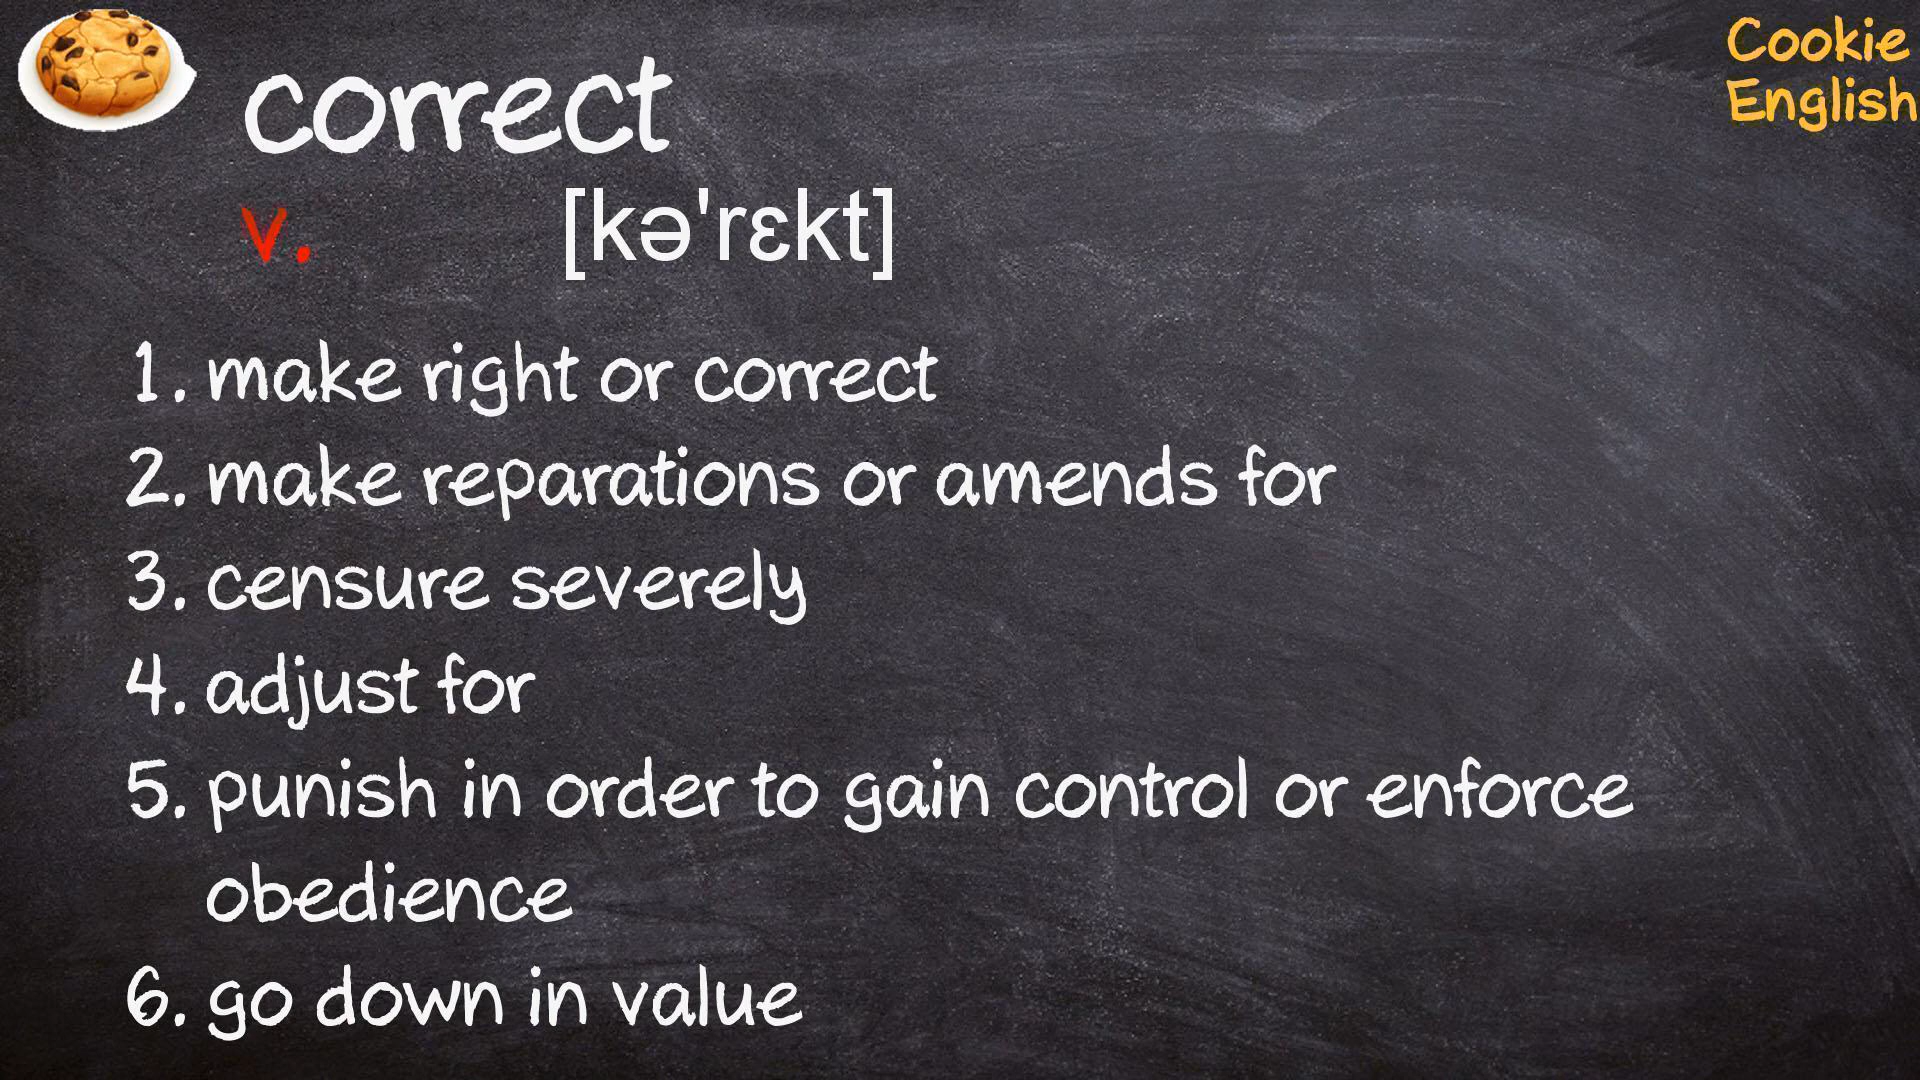 Cookie
English
correct
v. [kə'rɛkt]
1. make right or correct
2. make reparations or amends for
3. censure severely
4. adjust for
5. punish in order to gain control or enforce
obedience
6. go down in value